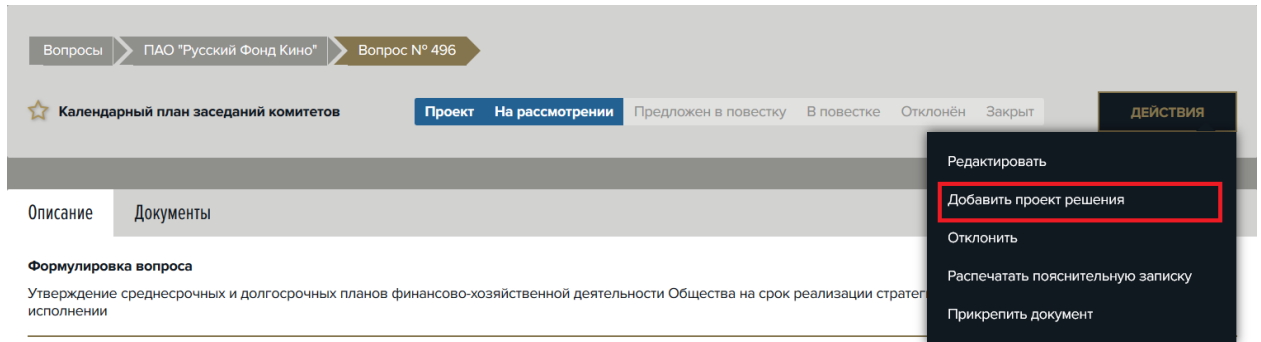 Вопросы ПАО "Русский Фонд Кино" Вопрос № 496
Календарный план заседаний комитетов Проект На рассмотрении Предложен в повестку В повестке Отклонён Закрыт ДЕЙСТВИЯ
Редактировать
Добавить проект решения
Отклонить
Распечатать пояснительную записку
Прикрепить документ
Описание Документы
Формулировка вопроса
Утверждение среднесрочных и долгосрочных планов финансово-хозяйственной деятельности Общества на срок реализации
исполнении